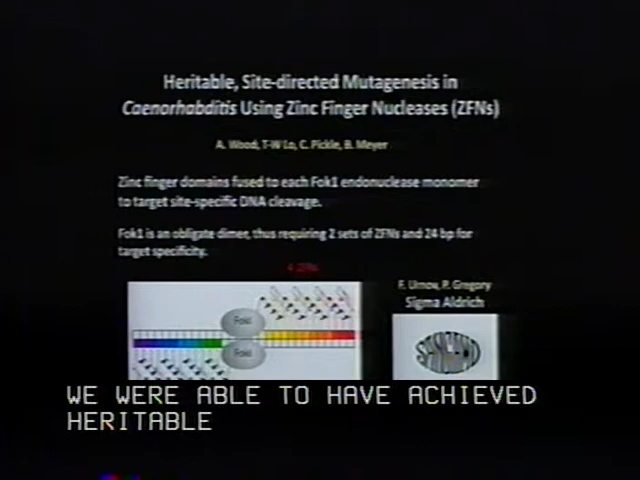 Heritable, Site-directed Mutagenesis in
Caenorhabditis Using Zinc Finger Nucleases (ZFNs)
A. Wood, T-W Lo, C. Pickle, B. Meyer
Zinc finger domains fused to each Fok1 endonuclease monomer
to target site-specific DNA cleavage.
Fok1 is an obligate dimer, thus requiring 2 sets of ZFNs and 24 bp for
target specificity.
F. Urnov, P. Gregory
Sigma Aldrich
Fok1
Fok1
SANGAMO
WE WERE ABLE TO HAVE ACHIEVED
HERITABLE